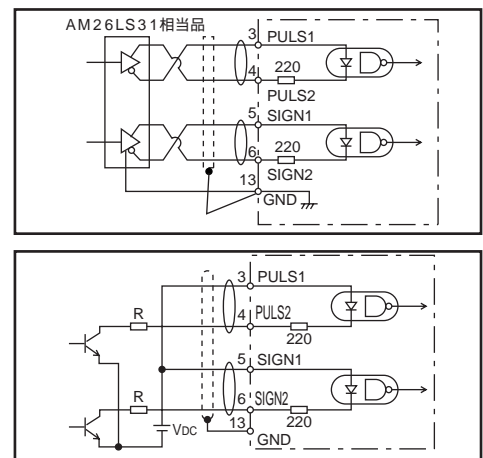 AM26LS31相当品
3 PULS1
4 220
PULS2
5 SIGN1
6 220
SIGN2
13 GND
3 PULS1
R 4 PULS2
220
5 SIGN1
R 6 SIGN2
220
VDC 13 GND